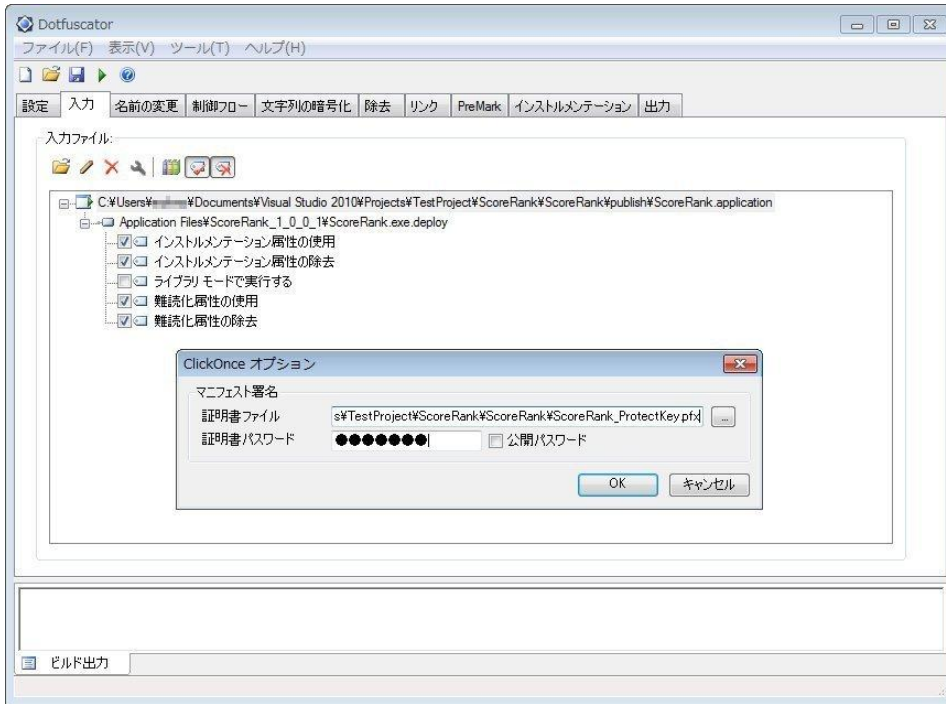 Dotfuscator
ファイル(F) 表示(V) ツール(T) ヘルプ(H)
設定 入力 名前の変更 制御フロー 文字列の暗号化 除去 リンク PreMark インストルメンテーション 出力
入力ファイル:
C:¥Users¥ ¥Documents¥Visual Studio 2010¥Projects¥TestProject¥ScoreRank¥ScoreRank¥publish¥ScoreRank.application
Application Files¥ScoreRank_1_0_0_1¥ScoreRank.exe.deploy
インストルメンテーション属性の使用
インストルメンテーション属性の除去
ライブラリ モードで実行する
難読化属性の使用
難読化属性の除去
ClickOnce オプション
マニフェスト署名
証明書ファイル s¥TestProject¥ScoreRank¥ScoreRank¥ScoreRank_ProtectKey.pfx ...
証明書パスワード ●●●●●●● 公開パスワード
OK キャンセル
ビルド出力